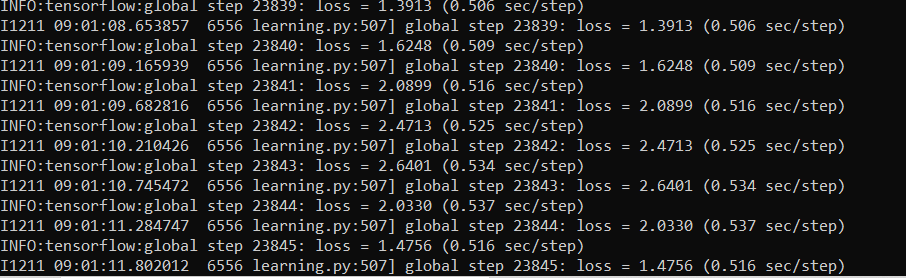 INFO:tensorflow:global step 23839: loss = 1.3913 (0.506 sec/step)
I1211 09:01:08.653857  6556 learning.py:507] global step 23839: loss = 1.3913 (0.506 sec/step)
INFO:tensorflow:global step 23840: loss = 1.6248 (0.509 sec/step)
I1211 09:01:09.165939  6556 learning.py:507] global step 23840: loss = 1.6248 (0.509 sec/step)
INFO:tensorflow:global step 23841: loss = 2.0899 (0.516 sec/step)
I1211 09:01:09.682816  6556 learning.py:507] global step 23841: loss = 2.0899 (0.516 sec/step)
INFO:tensorflow:global step 23842: loss = 2.4713 (0.525 sec/step)
I1211 09:01:10.210426  6556 learning.py:507] global step 23842: loss = 2.4713 (0.525 sec/step)
INFO:tensorflow:global step 23843: loss = 2.6401 (0.534 sec/step)
I1211 09:01:10.745472  6556 learning.py:507] global step 23843: loss = 2.6401 (0.534 sec/step)
INFO:tensorflow:global step 23844: loss = 2.0330 (0.537 sec/step)
I1211 09:01:11.284747  6556 learning.py:507] global step 23844: loss = 2.0330 (0.537 sec/step)
INFO:tensorflow:global step 23845: loss = 1.4756 (0.516 sec/step)
I1211 09:01:11.802012  6556 learning.py:507] global step 23845: loss = 1.4756 (0.516 sec/step)